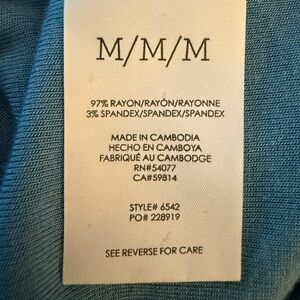 M/M/M
97% RAYON/RAYÓN/RAYONNE
3% SPANDEX/SPANDEX/SPANDEX
MADE IN CAMBODIA
HECHO EN CAMBOYA
FABRIQUÉ AU CAMBODGE
RN#54077
CA#59814
STYLE# 6542
PO# 228919
SEE REVERSE FOR CARE